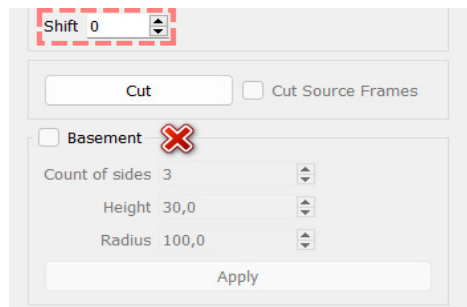 Shift 0
Cut Cut Source Frames
Basement
Count of sides 3
Height 30,0
Radius 100,0
Apply